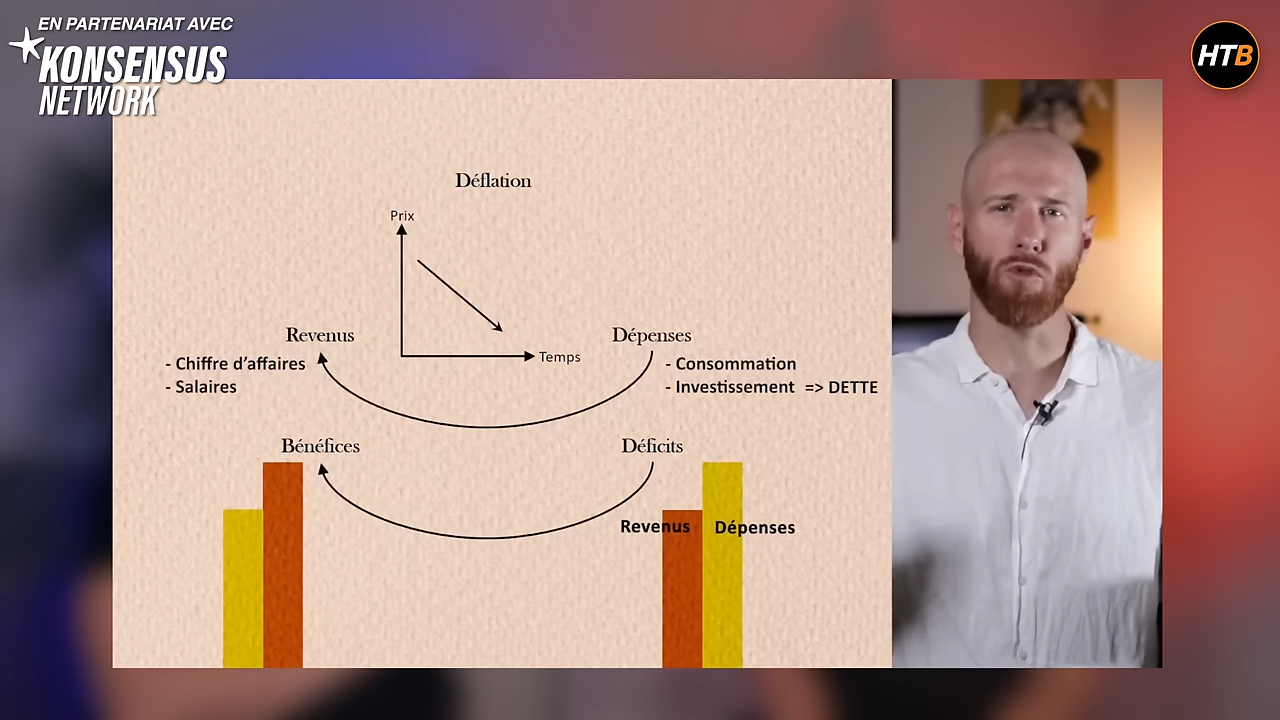 EN PARTENARIAT AVEC
KONSENSUS
NETWORK
HTB
Déflation
Prix
Temps
Revenus
- Chiffre d’affaires
- Salaires
Dépenses
- Consommation
- Investissement => DETTE
Bénéfices
Déficits
Revenus
Dépenses